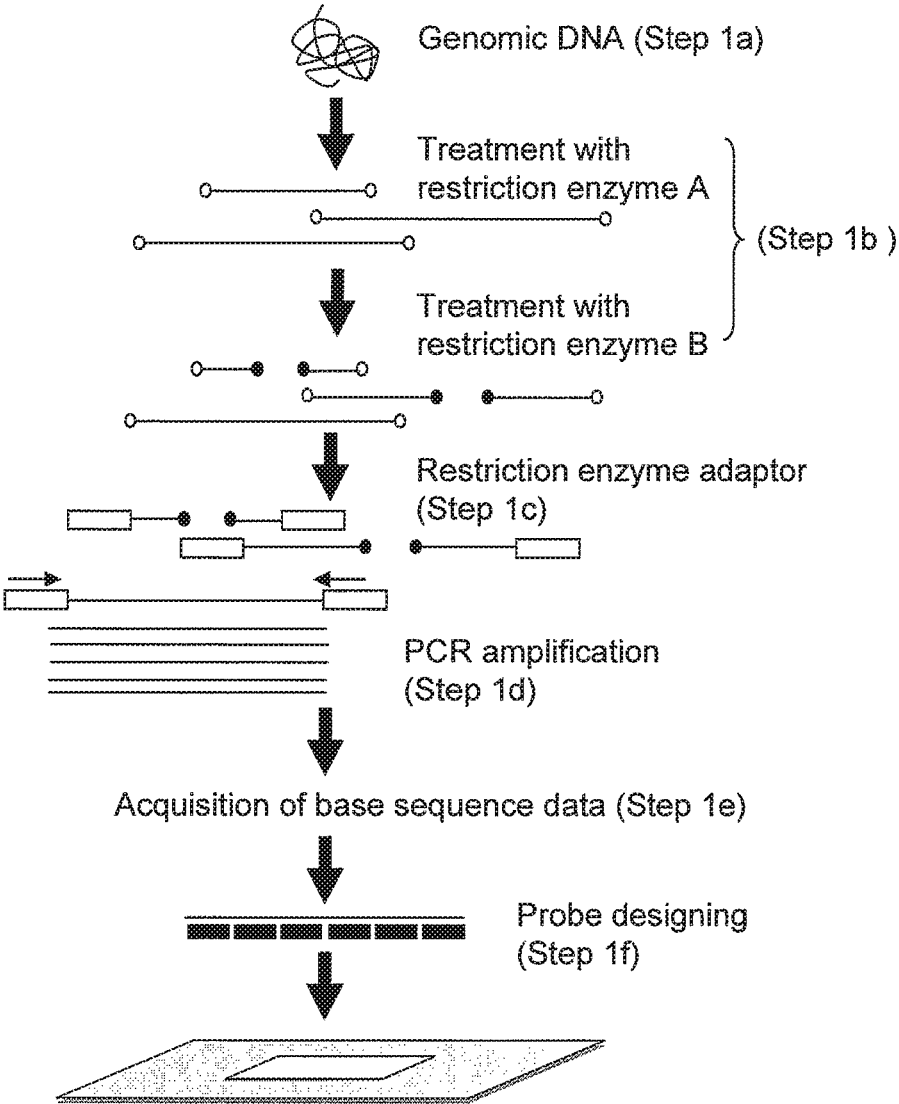 Genomic DNA (Step 1a)
Treatment with
restriction enzyme A
(Step 1b )
Treatment with
restriction enzyme B
Restriction enzyme adaptor
(Step 1c)
PCR amplification
(Step 1d)
Acquisition of base sequence data (Step 1e)
Probe designing
(Step 1f)